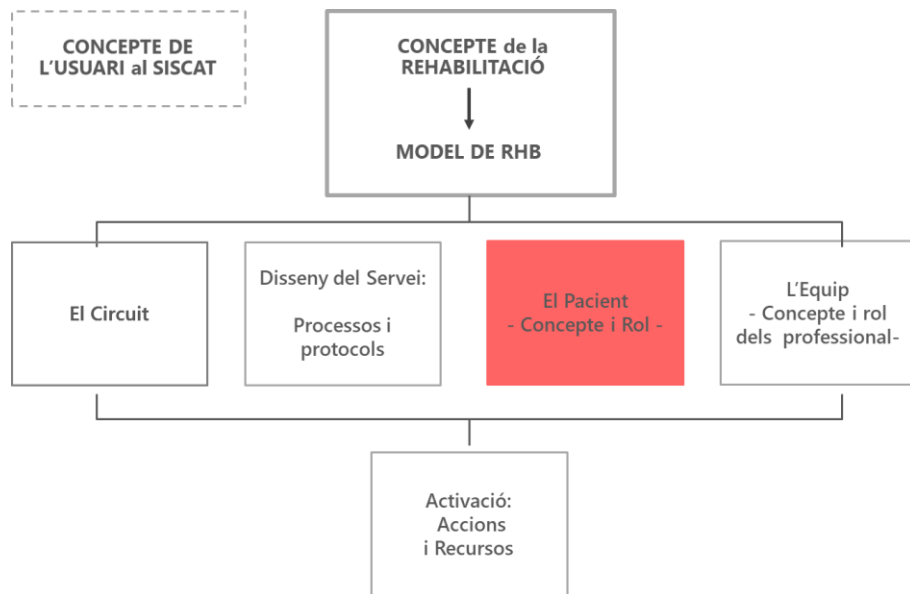 CONCEPTE DE
L'USUARI al SISCAT
CONCEPTE de la
REHABILITACIÓ
MODEL DE RHB
El Circuit
Disseny del Servei:
Processos i
protocols
El Pacient
- Concepte i Rol -
L'Equip
- Concepte i rol
dels professional-
Activació:
Accions
i Recursos